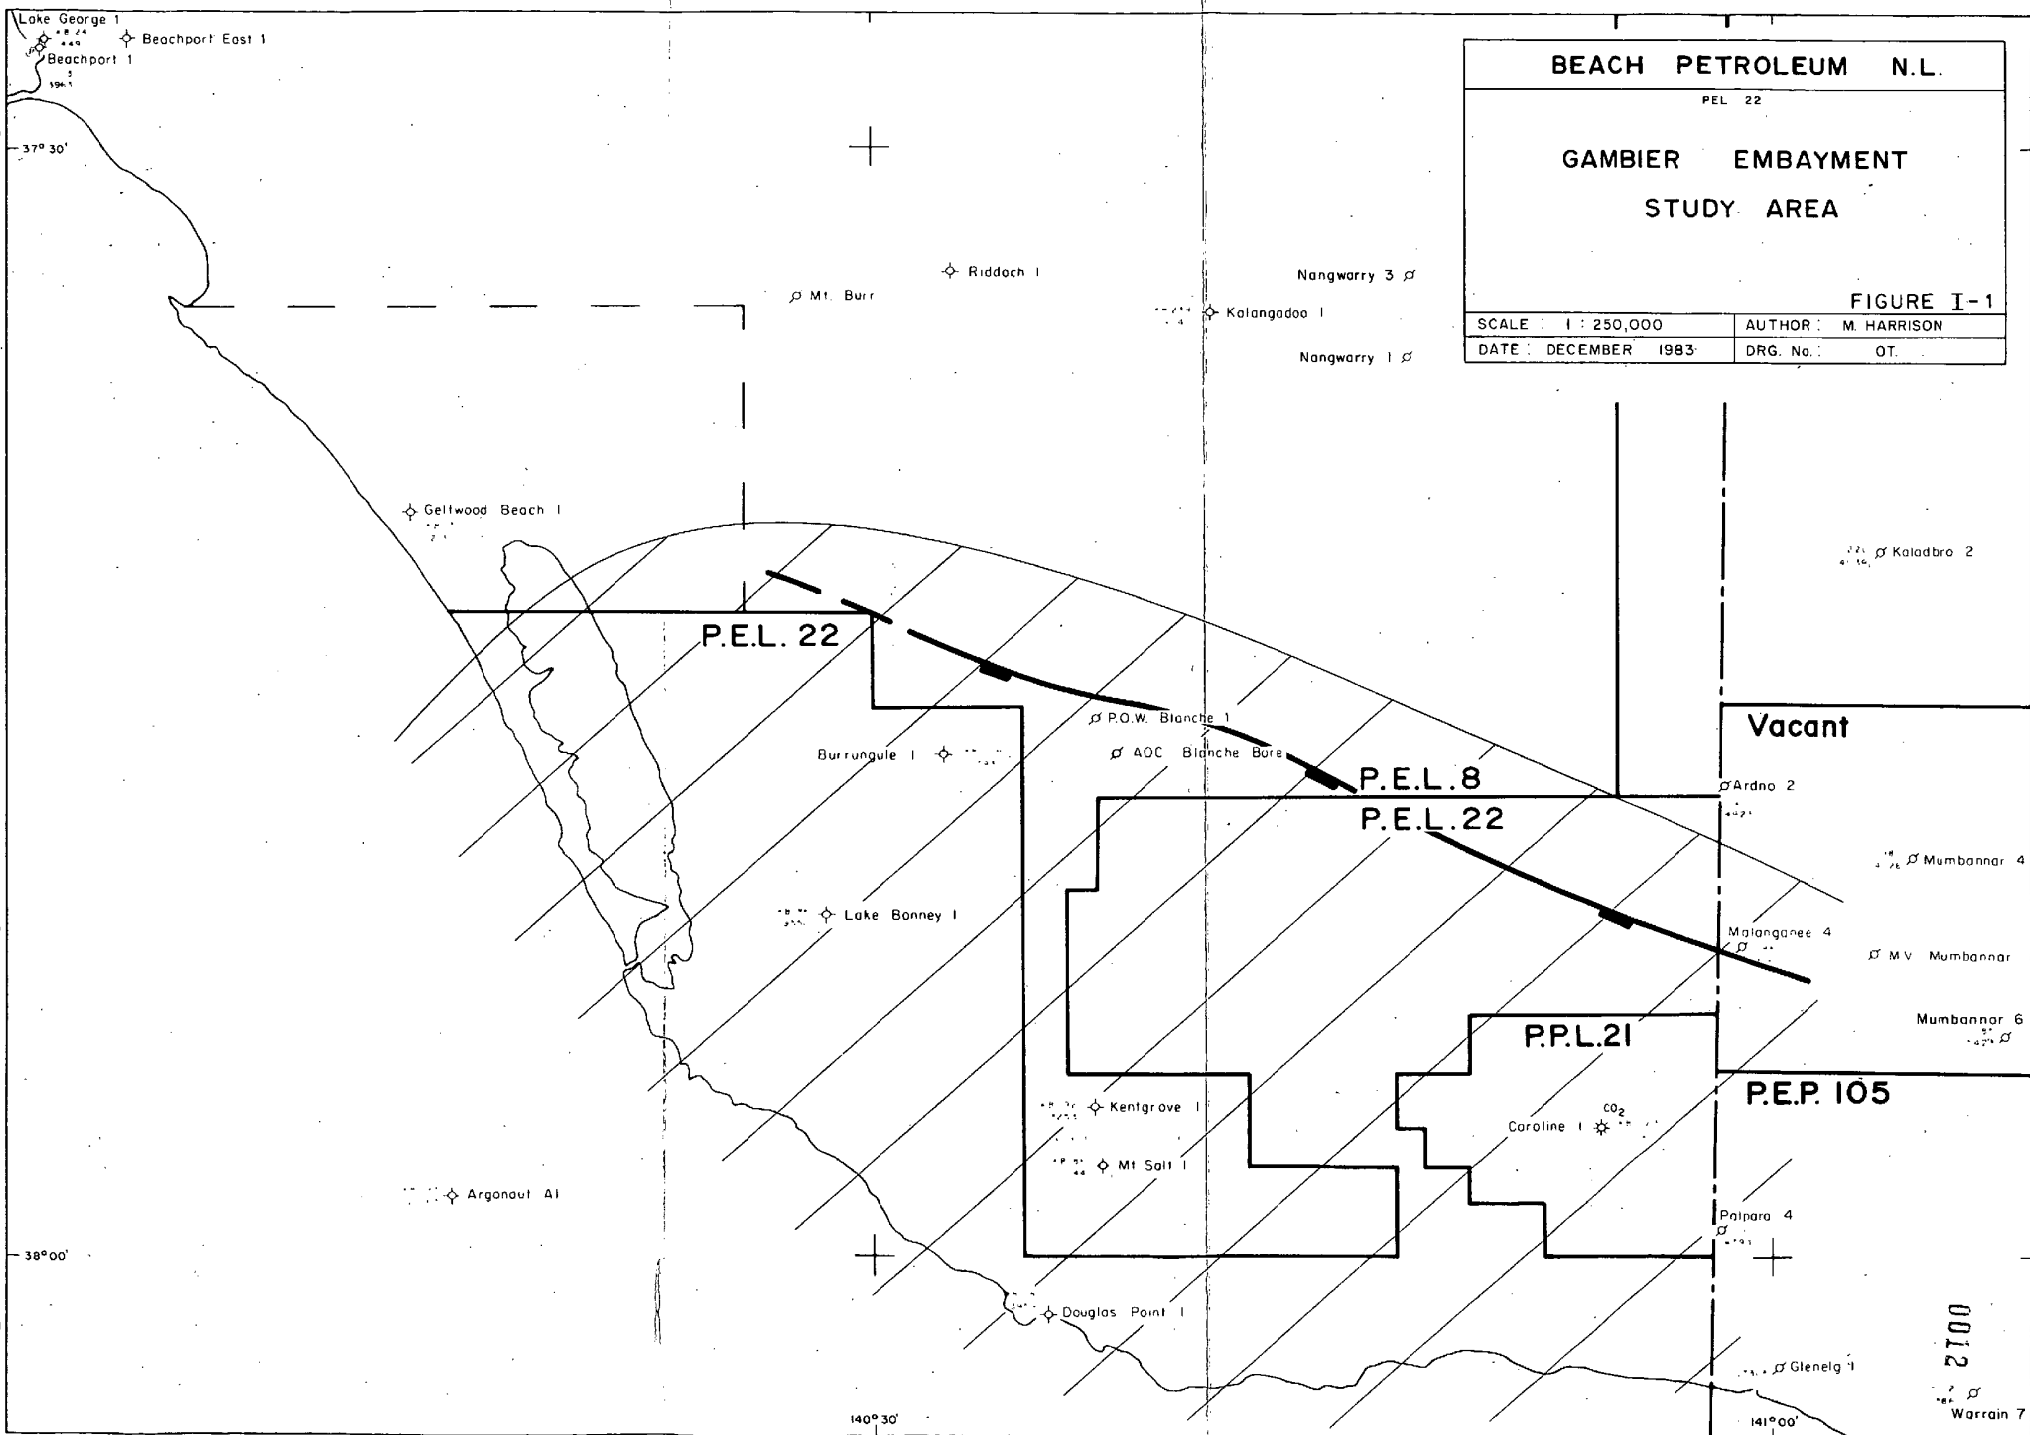 Lake George 1
Beachport East 1
Beachport 1
37° 30'
BEACH PETROLEUM N.L.
PEL 22
GAMBIER EMBAYMENT
STUDY AREA
FIGURE I-1
SCALE : 1 : 250,000
AUTHOR : M. HARRISON
DATE : DECEMBER 1983
DRG. No. : OT.
Riddoch 1
Mt. Burr
Nangwarry 3
Kalangadoo 1
Nangwarry 1
Geltwood Beach 1
Kaladbro 2
P.E.L. 22
P.O.W. Blanche 1
Burrungule 1
AOC Blanche Bore
Vacant
P.E.L. 8
P.E.L. 22
Ardno 2
Mumbannar 4
Lake Bonney 1
Malanganee 4
M.V. Mumbannar
Mumbannar 6
P.P.L. 21
P.E.P. 105
Kentgrove 1
CO2
Caroline 1
Mt Salt 1
Argonaut A1
Palpara 4
38°00'
Douglas Point 1
Glenelg 1
0012
Warrain 7
140°30'
141°00'